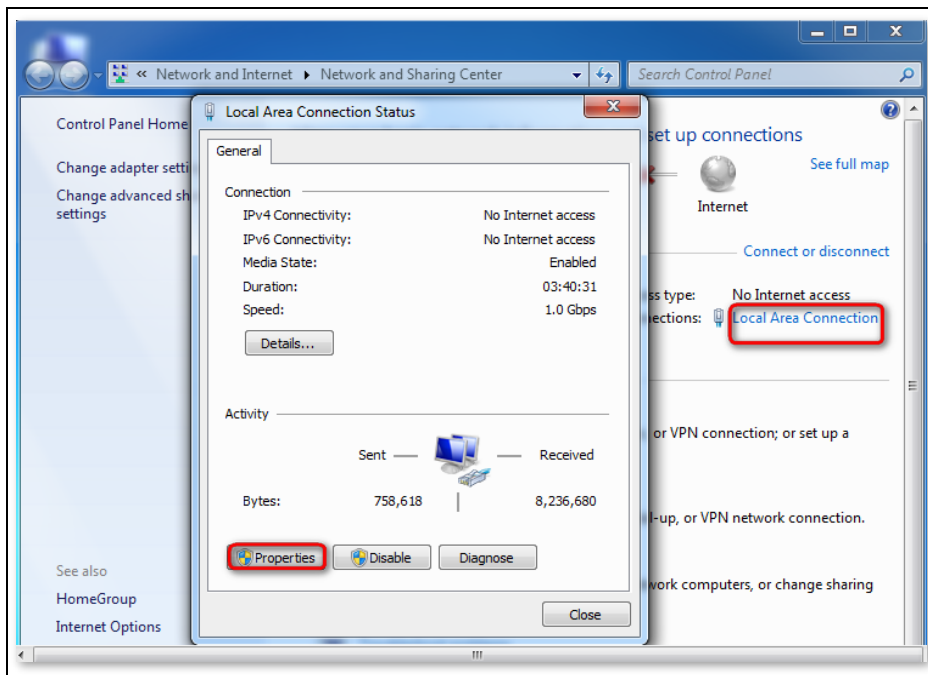 « Network and Internet ▸ Network and Sharing Center
Search Control Panel
Control Panel Home
Change adapter setti
Change advanced sh
settings
See also
HomeGroup
Internet Options
Local Area Connection Status
General
Connection
IPv4 Connectivity: No Internet access
IPv6 Connectivity: No Internet access
Media State: Enabled
Duration: 03:40:31
Speed: 1.0 Gbps
Details...
Activity
Sent — — Received
Bytes: 758,618 | 8,236,680
Properties Disable Diagnose
Close
set up connections
See full map
Internet
Connect or disconnect
ss type: No Internet access
nections: Local Area Connection
or VPN connection; or set up a
l-up, or VPN network connection.
work computers, or change sharing